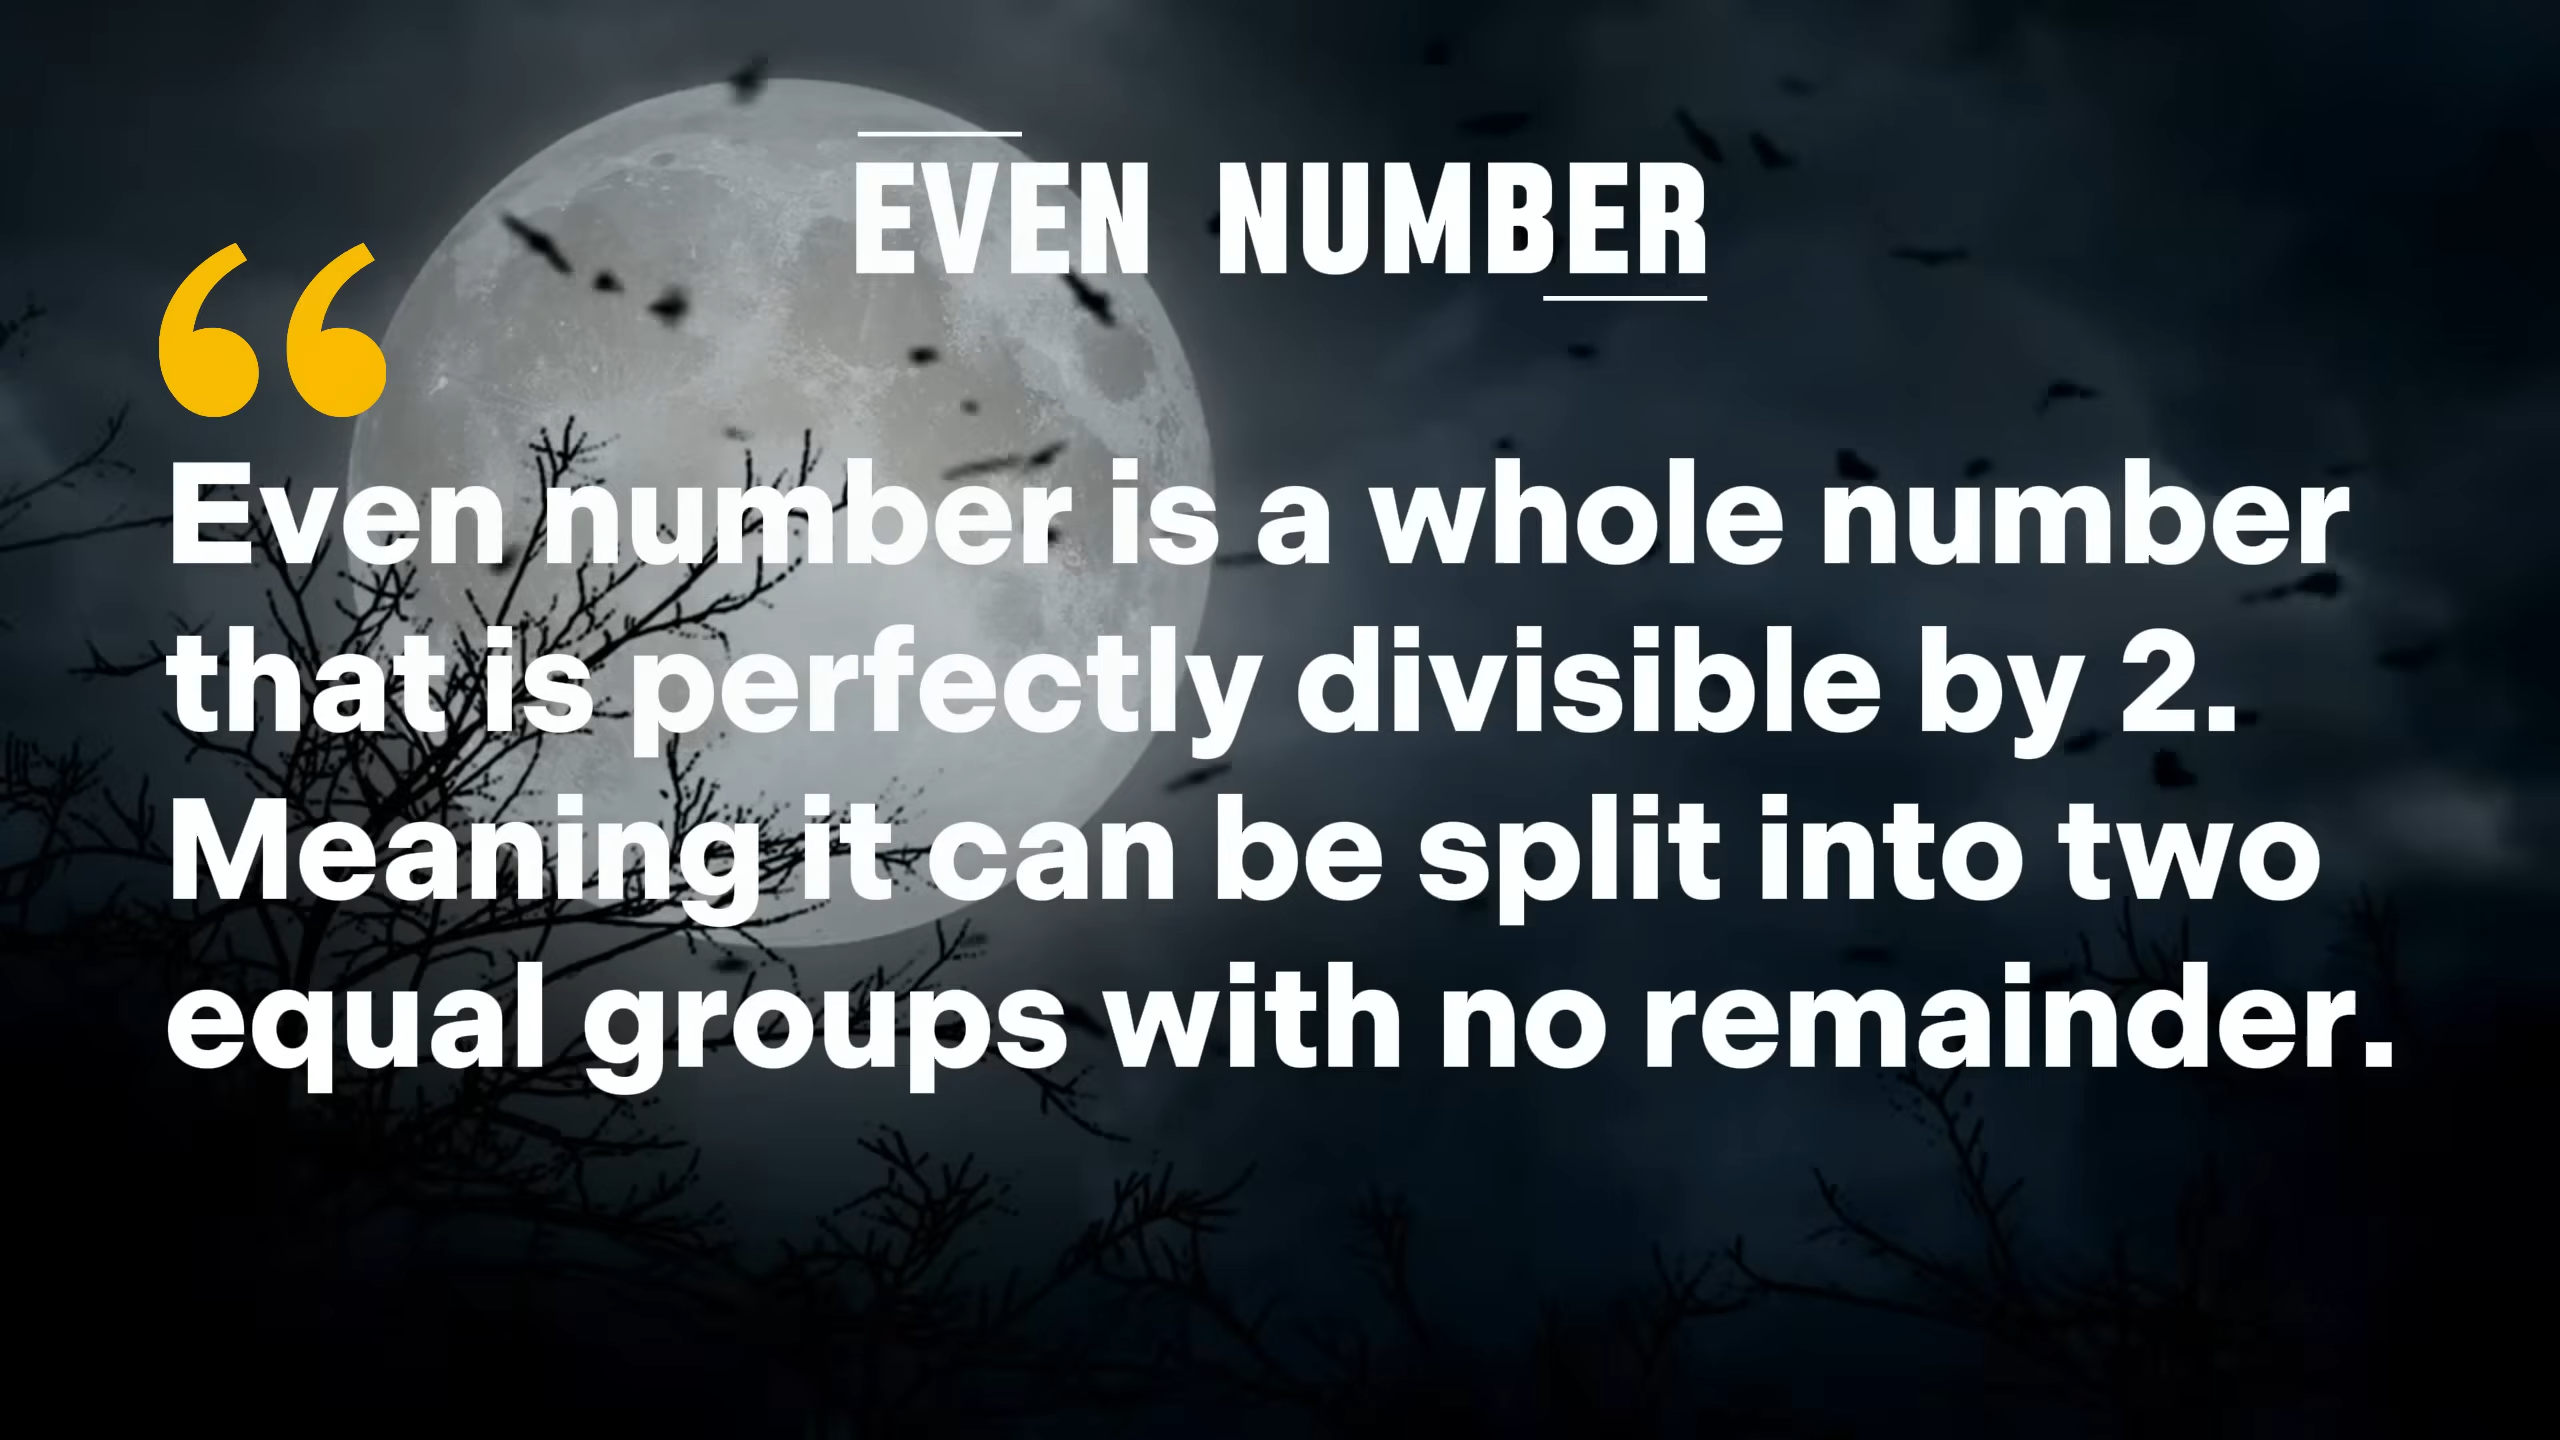 EVEN NUMBER
“
Even number is a whole number
that is perfectly divisible by 2.
Meaning it can be split into two
equal groups with no remainder.